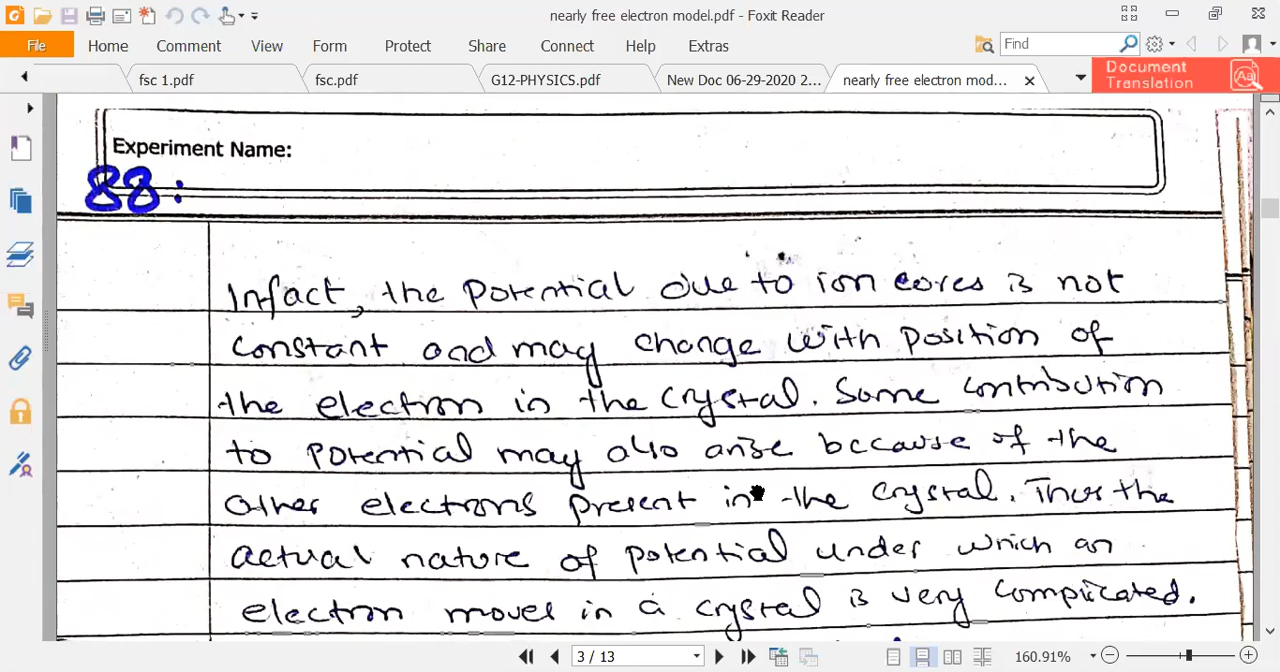 nearly free electron model.pdf - Foxit Reader
File Home Comment View Form Protect Share Connect Help Extras Find
fsc 1.pdf fsc.pdf G12-PHYSICS.pdf New Doc 06-29-2020 2... nearly free electron mod... Document Translation
Experiment Name:
88:
Infact, the potential due to ion cores is not
constant and may change with position of
the electron in the crystal. Some contribution
to potential may also arise because of the
other electrons present in the crystal. Thus the
actual nature of potential under which an
electron moves in a crystal is very complicated.
3 / 13 160.91%